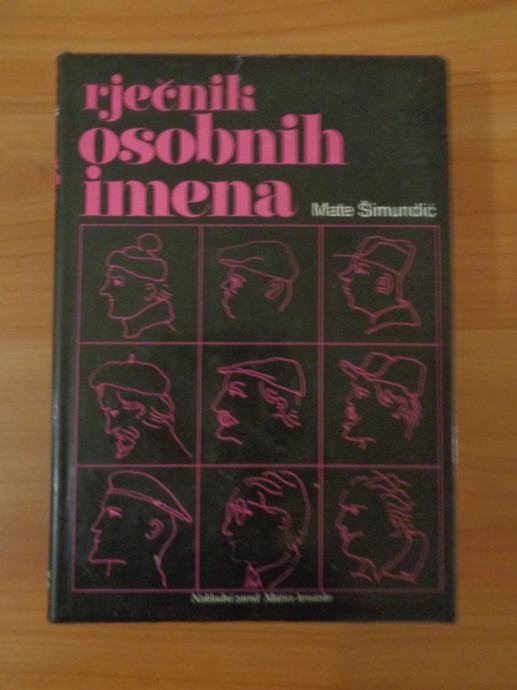 rječnik
osobnih
imena
Mate Šimundić
Nakladni zavod Matice hrvatske